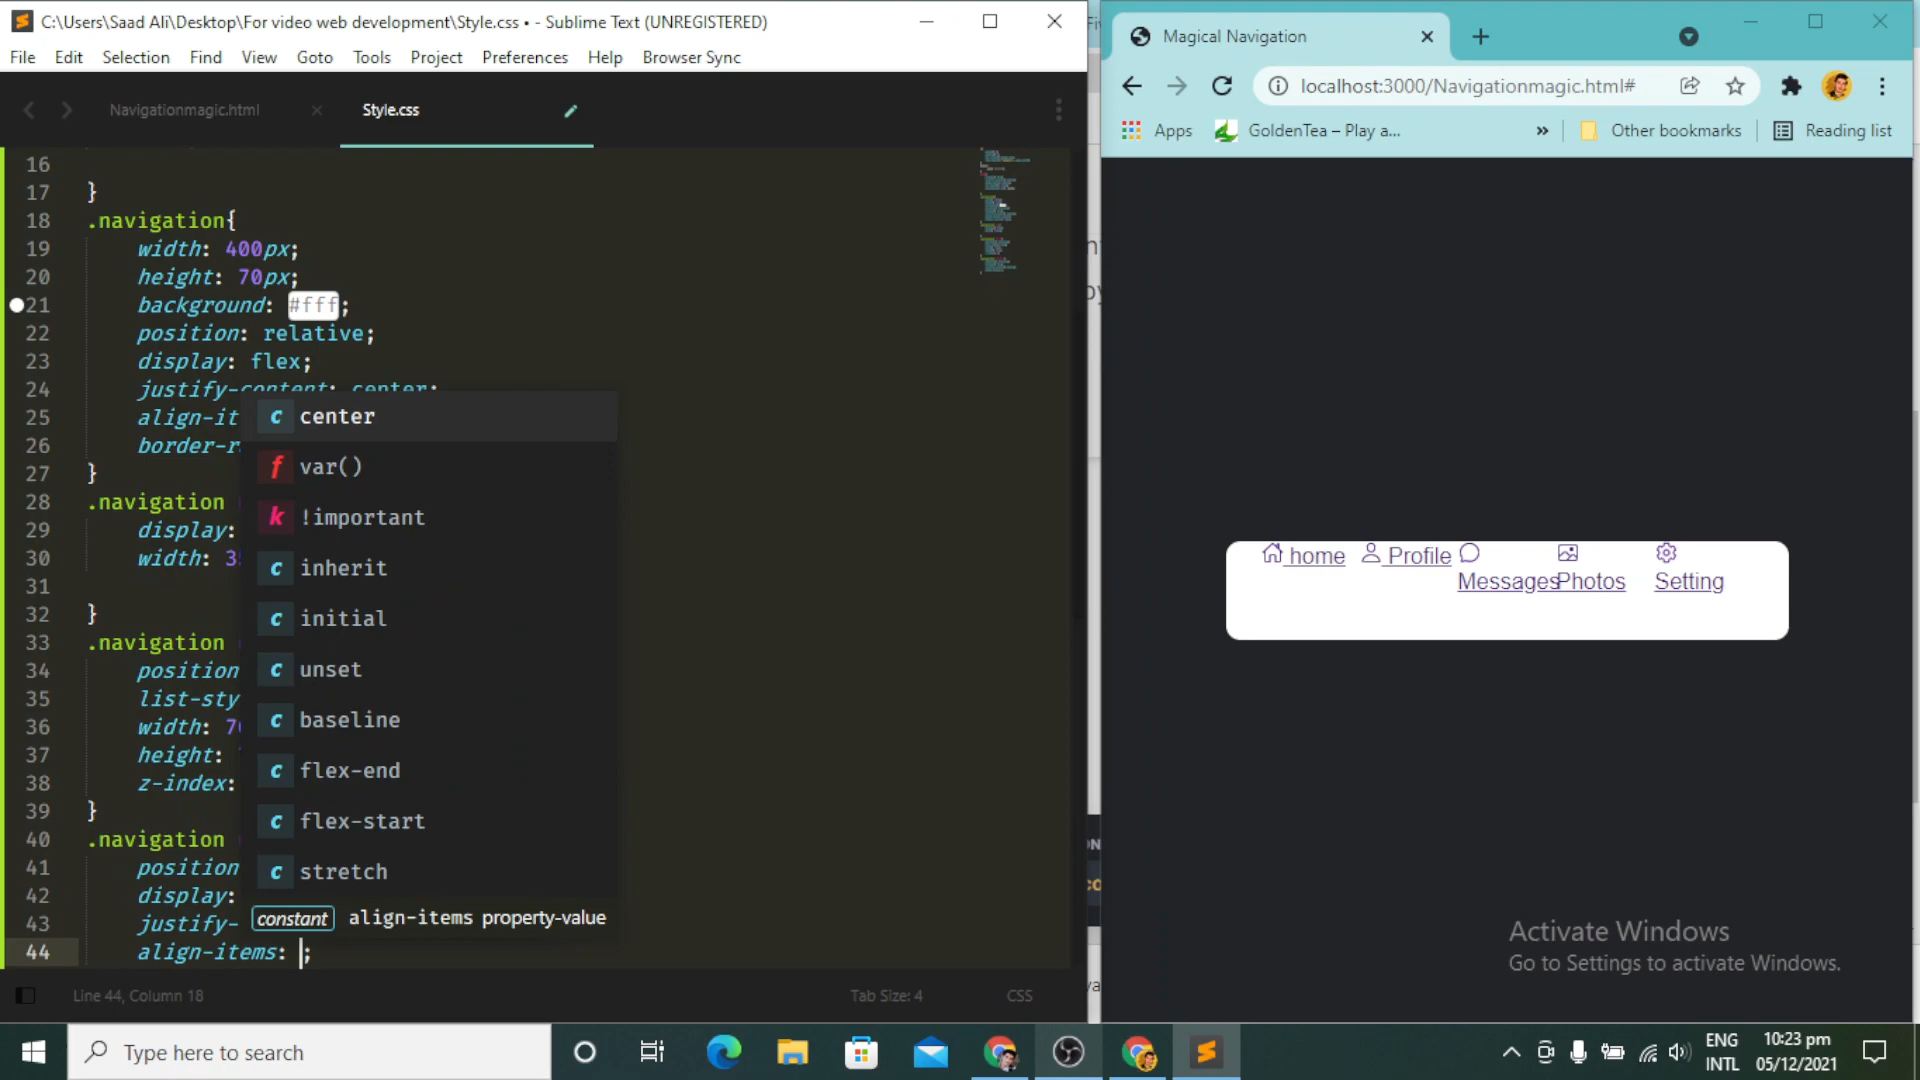 C:\Users\Saad Ali\Desktop\For video web development\Style.css • - Sublime Text (UNREGISTERED)
File Edit Selection Find View Goto Tools Project Preferences Help Browser Sync
Navigationmagic.html Style.css
16
17 }
18 .navigation{
19 width: 400px;
20 height: 70px;
21 background: #fff;
22 position: relative;
23 display: flex;
24 justify-content: center;
25 align-it
26 border-r
27 }
28 .navigation
29 display:
30 width: 35
31
32 }
33 .navigation
34 position
35 list-sty
36 width: 70
37 height:
38 z-index:
39 }
40 .navigation
41 position
42 display:
43 justify-
44 align-items: ;
c center
f var()
k !important
c inherit
c initial
c unset
c baseline
c flex-end
c flex-start
c stretch
constant align-items property-value
Line 44, Column 18 Tab Size: 4 CSS
Magical Navigation
localhost:3000/Navigationmagic.html#
Apps GoldenTea – Play a... » Other bookmarks Reading list
home Profile
Messages Photos Setting
Activate Windows
Go to Settings to activate Windows.
Type here to search
ENG
INTL
10:23 pm
05/12/2021